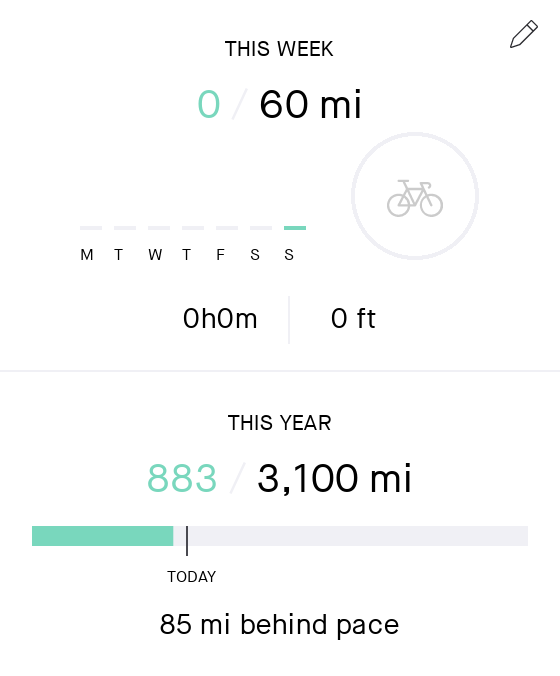 THIS WEEK
0 / 60 mi
M T W T F S S
0h0m 0 ft
THIS YEAR
883 / 3,100 mi
TODAY
85 mi behind pace